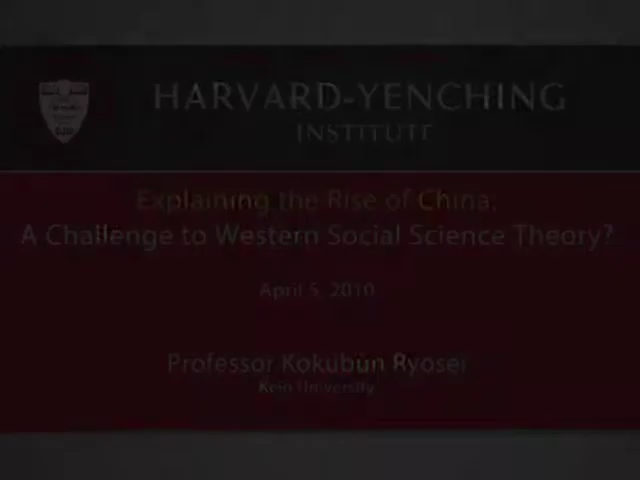 HARVARD-YENCHING
INSTITUTE
Explaining the Rise of China:
A Challenge to Western Social Science Theory?
April 5, 2010
Professor Kokubun Ryosei
Keio University